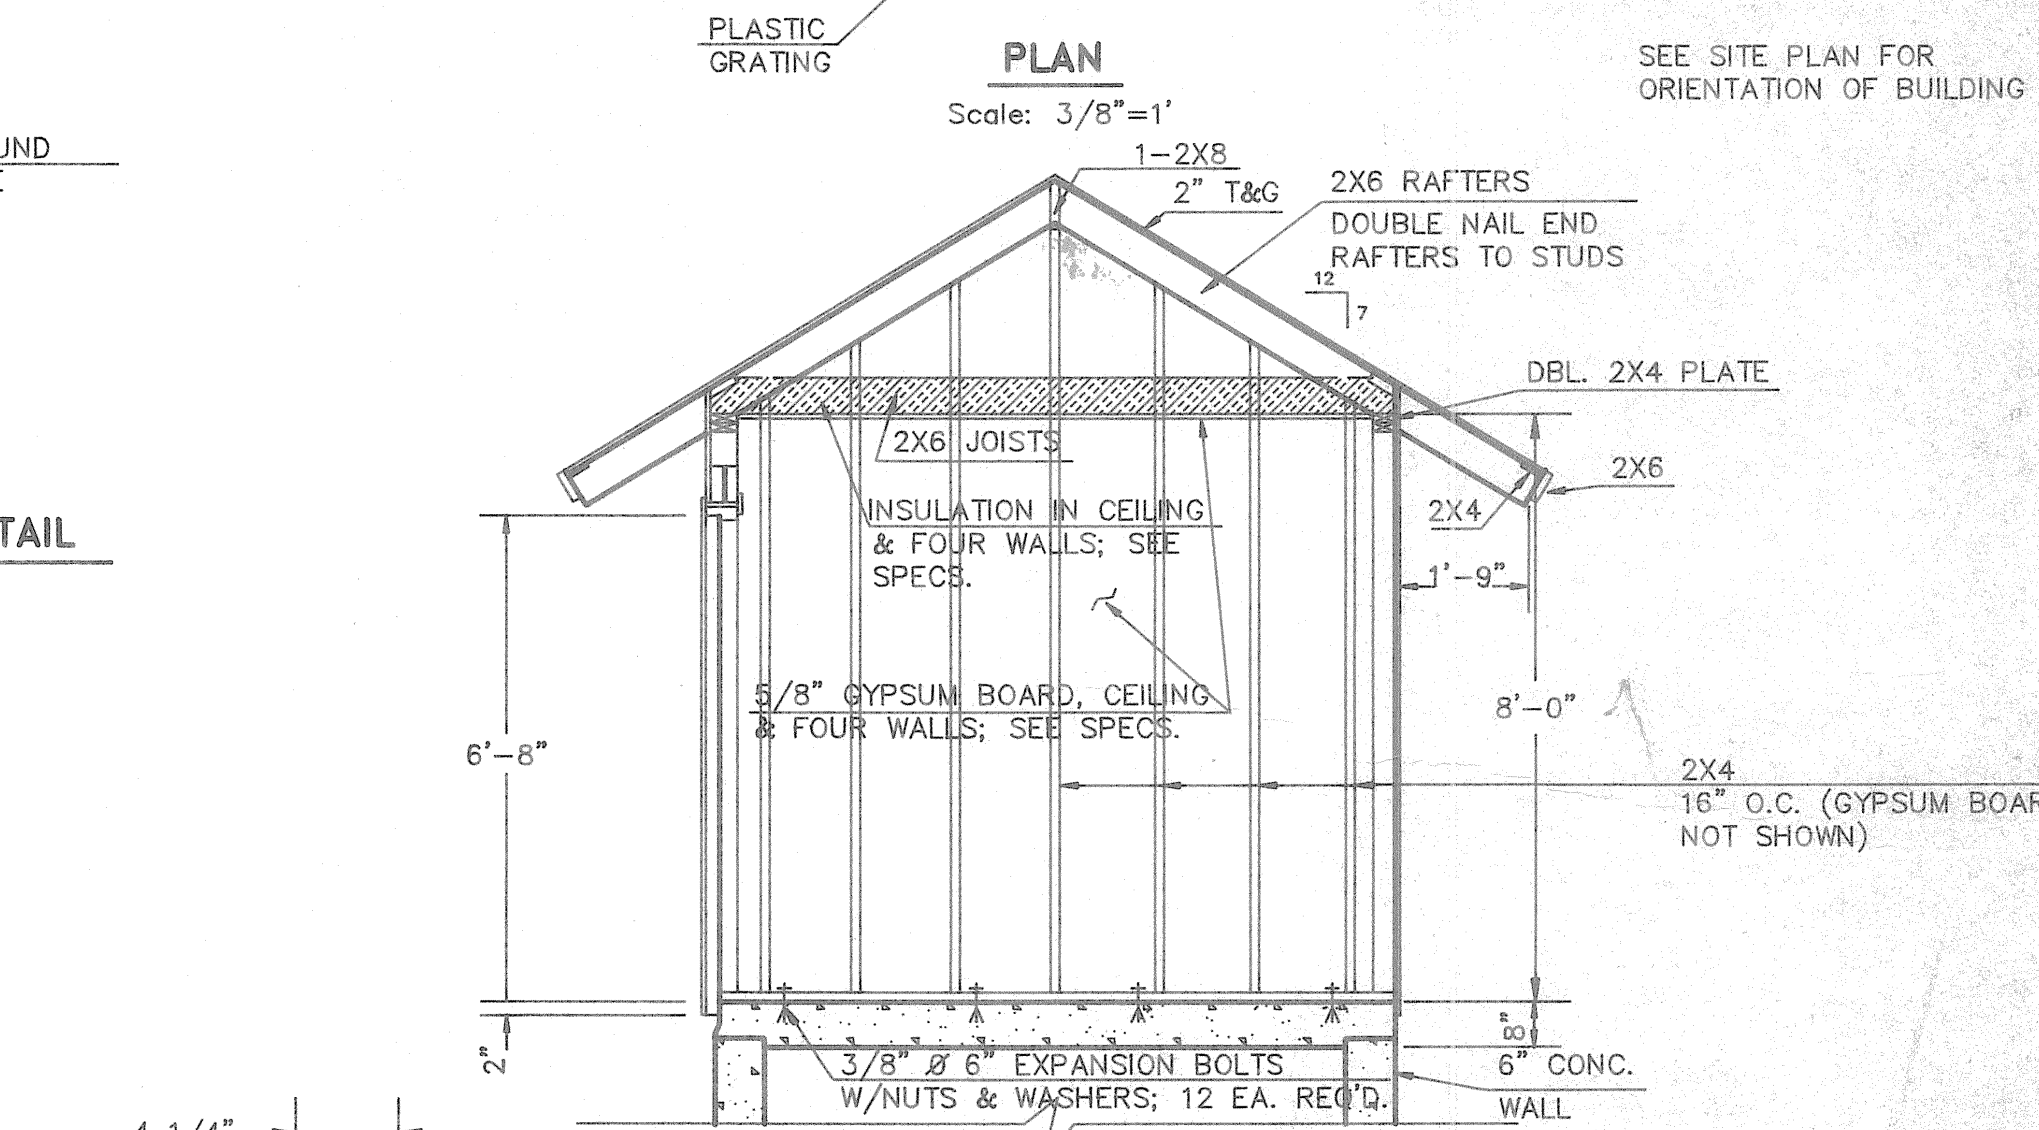 PLASTIC
GRATING
PLAN
Scale: 3/8"=1'
SEE SITE PLAN FOR
ORIENTATION OF BUILDING
UND
1-2X8
2" T&G
2X6 RAFTERS
DOUBLE NAIL END
RAFTERS TO STUDS
12
7
DBL. 2X4 PLATE
2X6 JOISTS
2X6
2X4
INSULATION IN CEILING
& FOUR WALLS; SEE
SPECS.
TAIL
1'-9"
5/8" GYPSUM BOARD, CEILING
& FOUR WALLS; SEE SPECS.
8'-0"
6'-8"
2X4
16" O.C. (GYPSUM BOAR
NOT SHOWN)
2"
8"
3/8" Ø 6" EXPANSION BOLTS
W/NUTS & WASHERS; 12 EA. REQ'D.
6" CONC.
WALL